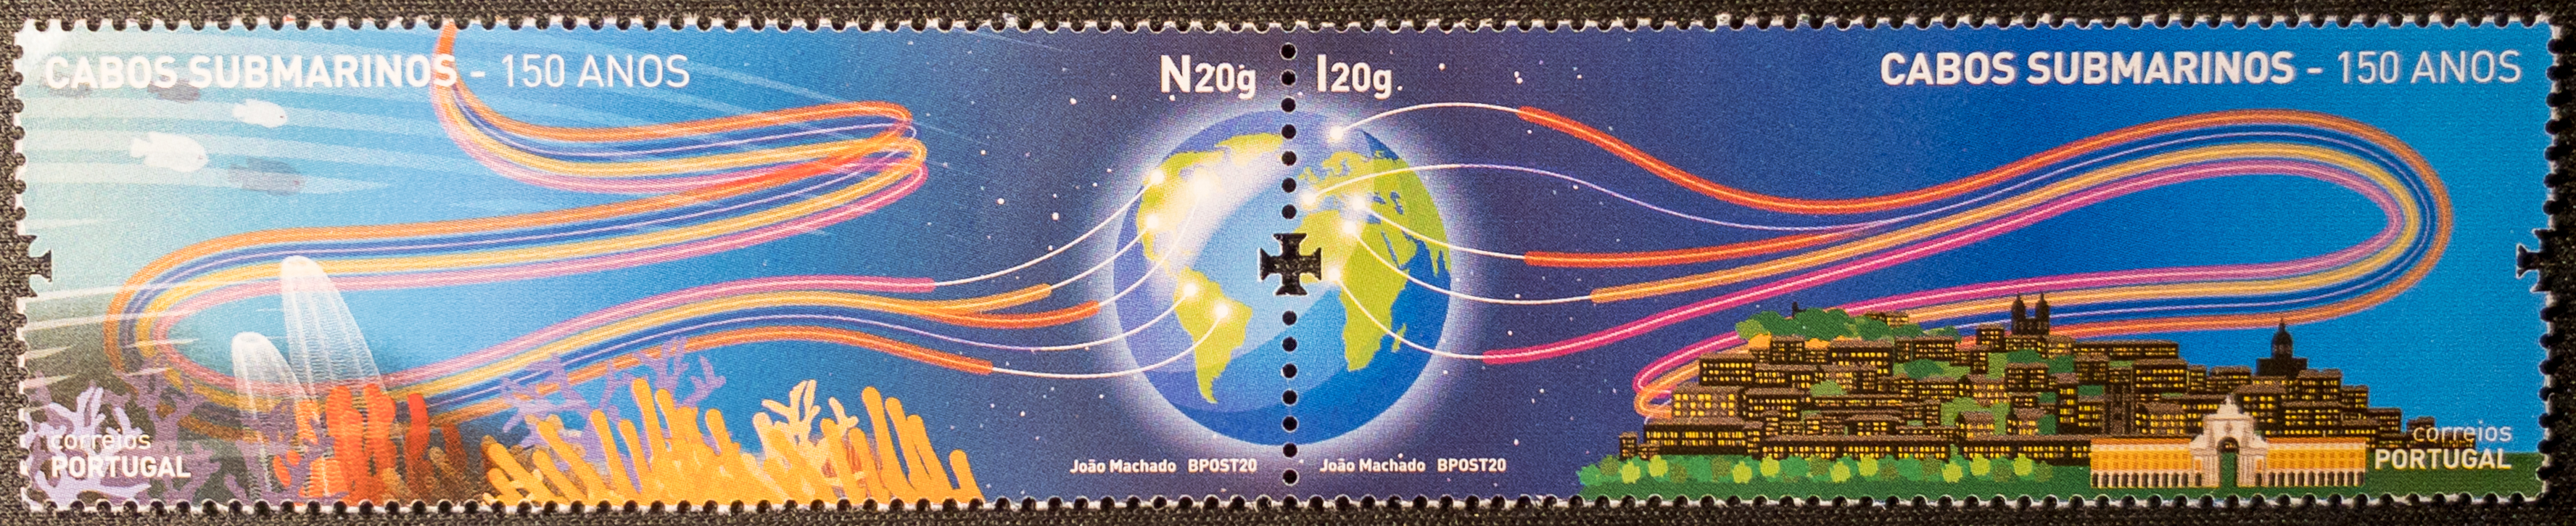 CABOS SUBMARINOS - 150 ANOS
N20g
I20g.
CABOS SUBMARINOS - 150 ANOS
correios
PORTUGAL
João Machado BPOST20
João Machado BPOST20
correios
PORTUGAL